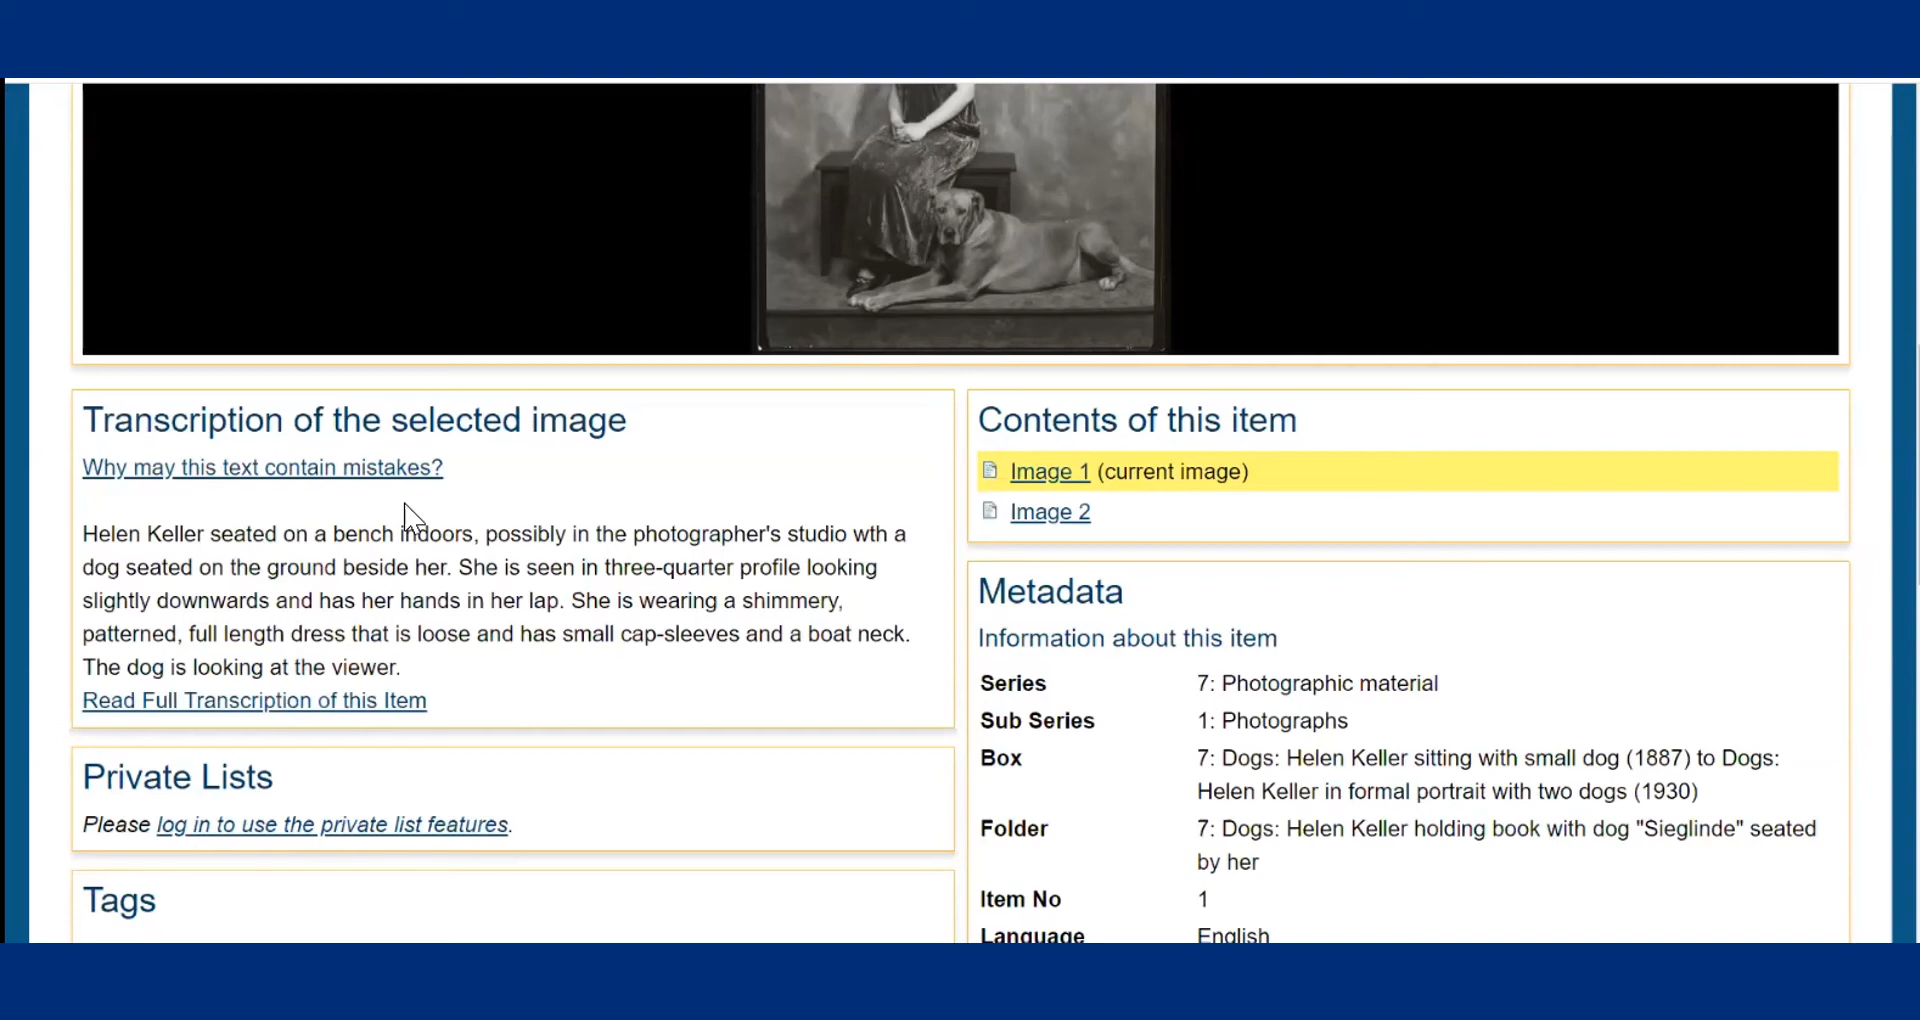 Transcription of the selected image
Why may this text contain mistakes?
Helen Keller seated on a bench indoors, possibly in the photographer's studio wth a
dog seated on the ground beside her. She is seen in three-quarter profile looking
slightly downwards and has her hands in her lap. She is wearing a shimmery,
patterned, full length dress that is loose and has small cap-sleeves and a boat neck.
The dog is looking at the viewer.
Read Full Transcription of this Item
Private Lists
Please log in to use the private list features.
Tags
Contents of this item
Image 1 (current image)
Image 2
Metadata
Information about this item
Series 7: Photographic material
Sub Series 1: Photographs
Box 7: Dogs: Helen Keller sitting with small dog (1887) to Dogs:
Helen Keller in formal portrait with two dogs (1930)
Folder 7: Dogs: Helen Keller holding book with dog "Sieglinde" seated
by her
Item No 1
Language English